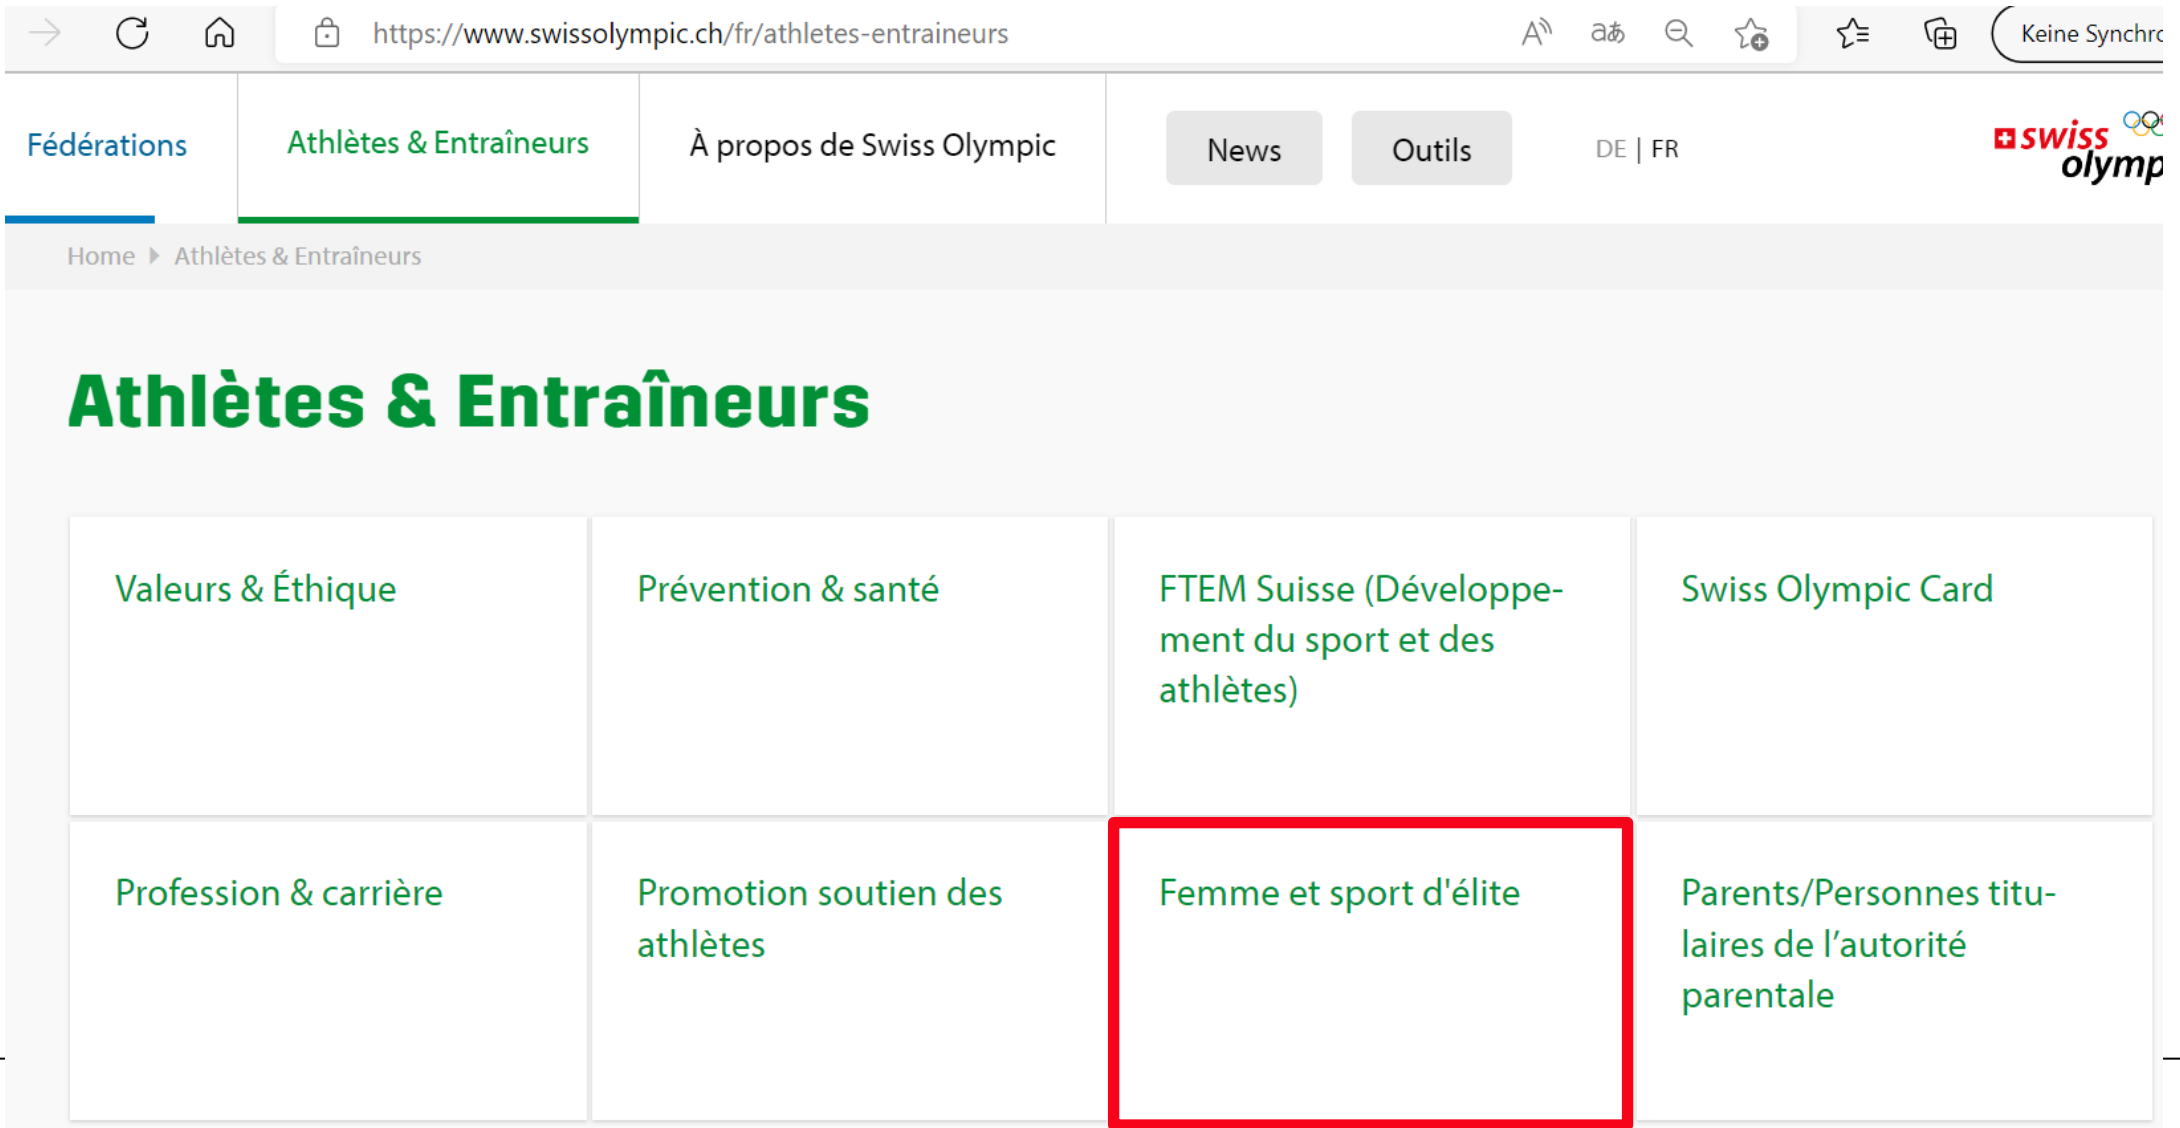 https://www.swissolympic.ch/fr/athletes-entraineurs
Fédérations
Athlètes & Entraîneurs
À propos de Swiss Olympic
News
Outils
DE | FR
swiss
Home
Athlètes & Entraîneurs
Athlètes & Entraîneurs
Valeurs & Éthique
Prévention & santé
FTEM Suisse (Développe-
ment du sport et des
athlètes)
Swiss Olympic Card
Profession & carrière
Promotion soutien des
athlètes
Femme et sport d'élite
Parents/Personnes titu-
laires de l’autorité
parentale
Keine